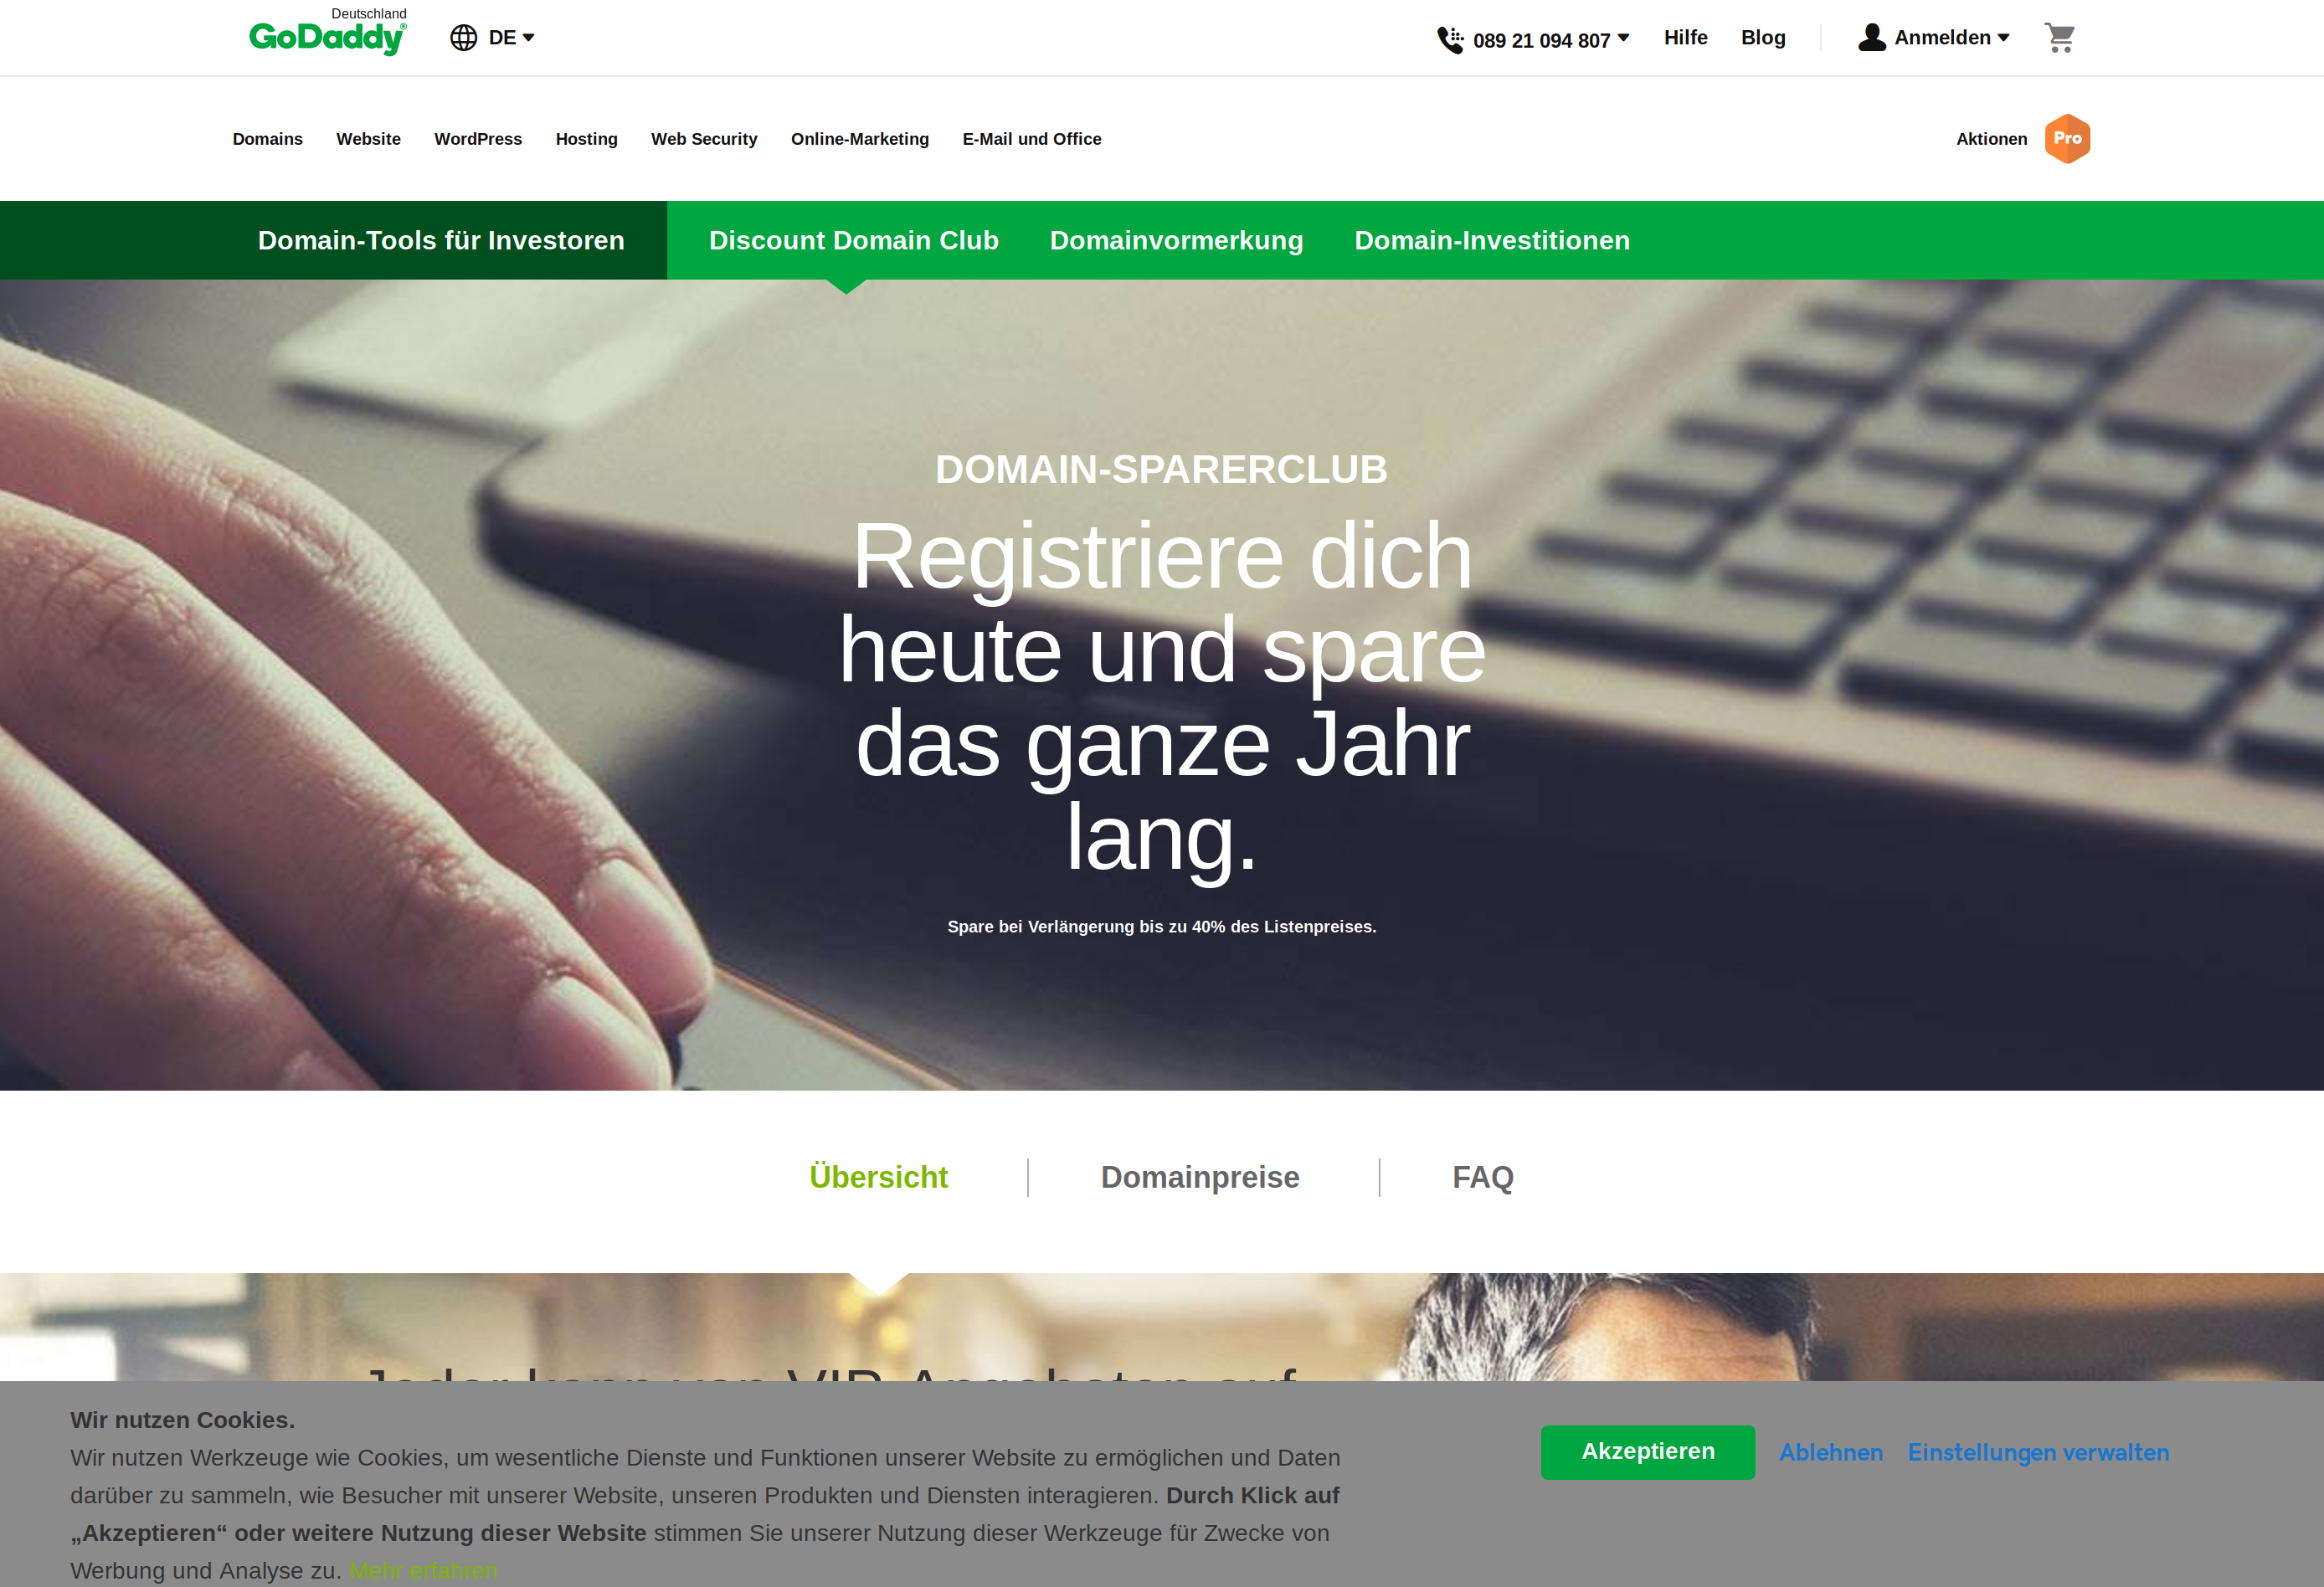 Deutschland
GoDaddy®
DE
089 21 094 807
Hilfe
Blog
Anmelden
Domains
Website
WordPress
Hosting
Web Security
Online-Marketing
E-Mail und Office
Aktionen
Pro
Domain-Tools für Investoren
Discount Domain Club
Domainvormerkung
Domain-Investitionen
DOMAIN-SPARERCLUB
Registriere dich
heute und spare
das ganze Jahr
lang.
Spare bei Verlängerung bis zu 40% des Listenpreises.
Übersicht
Domainpreise
FAQ
Jeder kann von VIP-Angeboten auf
Wir nutzen Cookies.
Wir nutzen Werkzeuge wie Cookies, um wesentliche Dienste und Funktionen unserer Website zu ermöglichen und Daten
darüber zu sammeln, wie Besucher mit unserer Website, unseren Produkten und Diensten interagieren. Durch Klick auf
„Akzeptieren“ oder weitere Nutzung dieser Website stimmen Sie unserer Nutzung dieser Werkzeuge für Zwecke von
Werbung und Analyse zu. Mehr erfahren
Akzeptieren
Ablehnen
Einstellungen verwalten